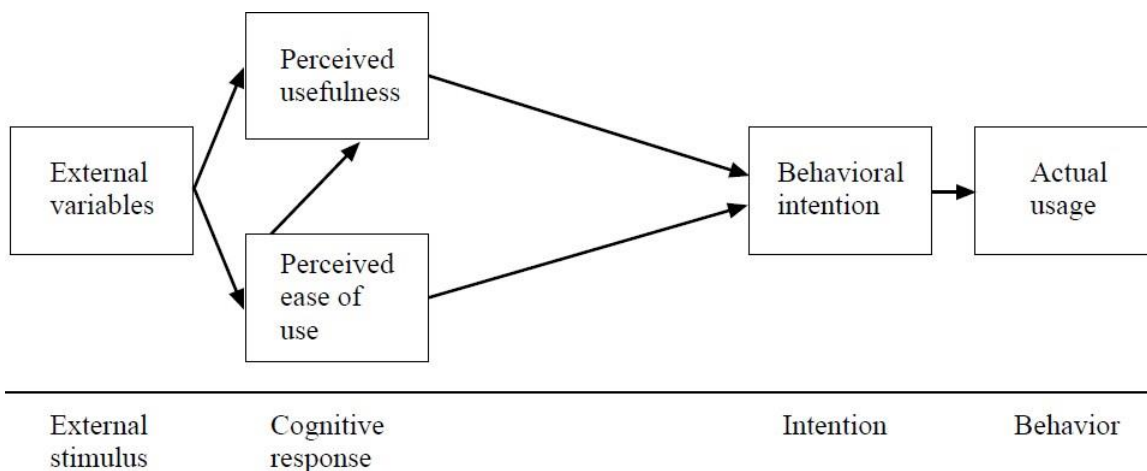 Perceived
usefulness
External
variables
Behavioral
intention
Actual
usage
Perceived
ease of
use
External
stimulus
Cognitive
response
Intention
Behavior